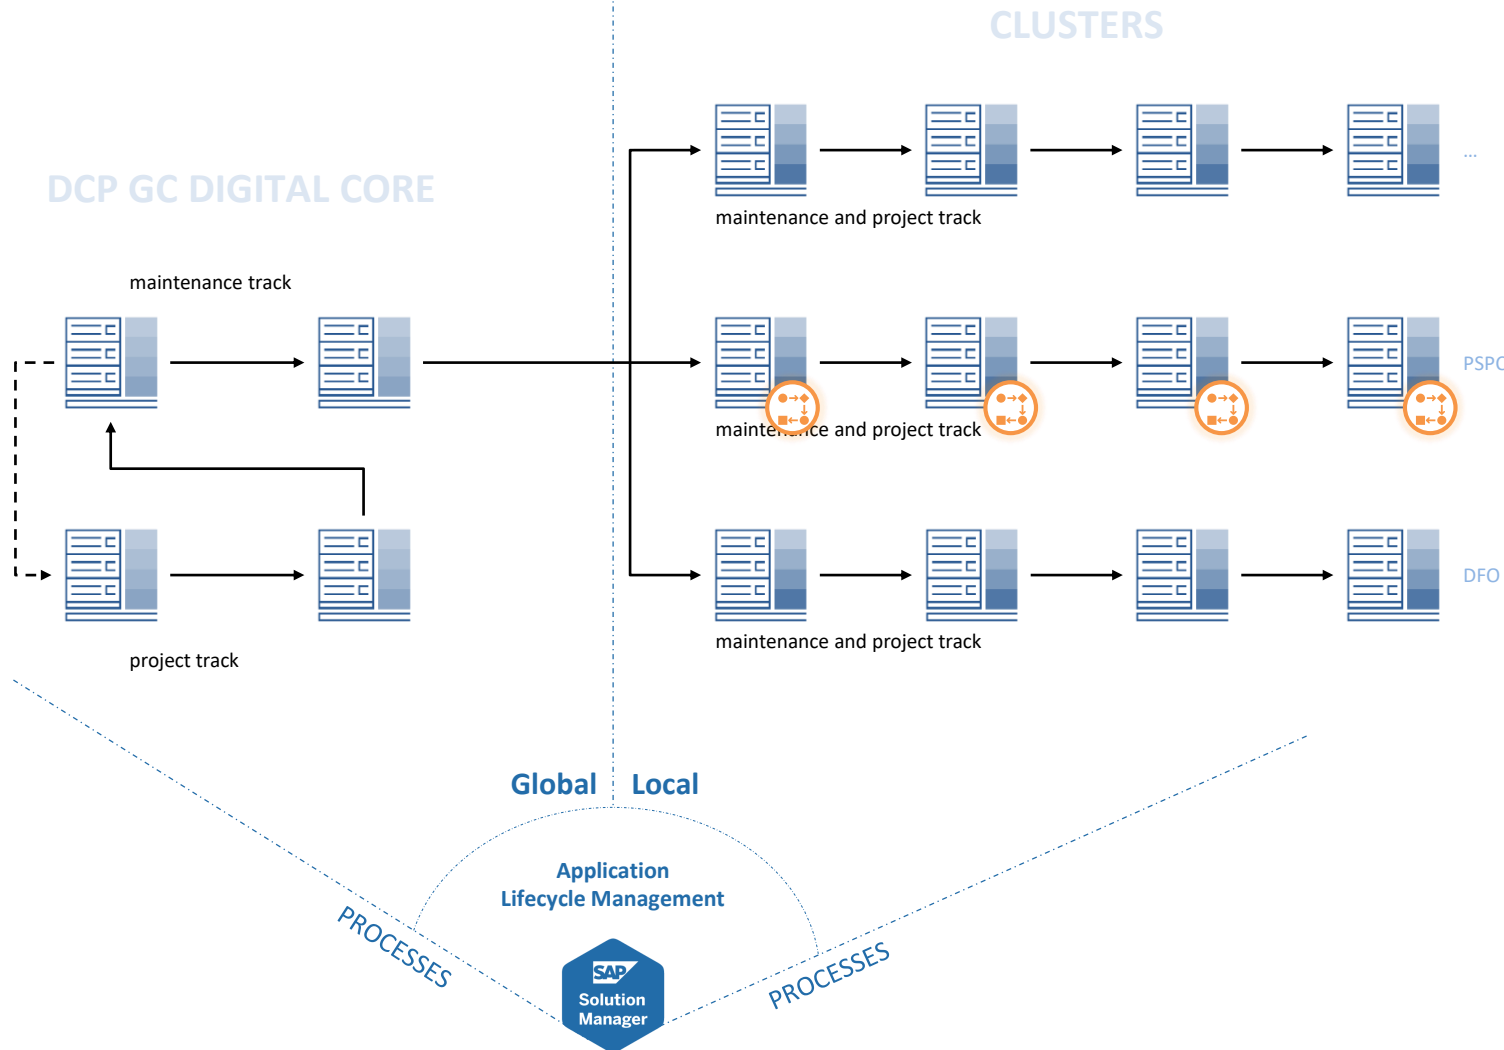 CLUSTERS
DCP GC DIGITAL CORE
...
maintenance and project track
maintenance track
PSPC
maintenance and project track
DFO
maintenance and project track
project track
Global
Local
Application
Lifecycle Management
PROCESSES
PROCESSES
SAP
Solution
Manager